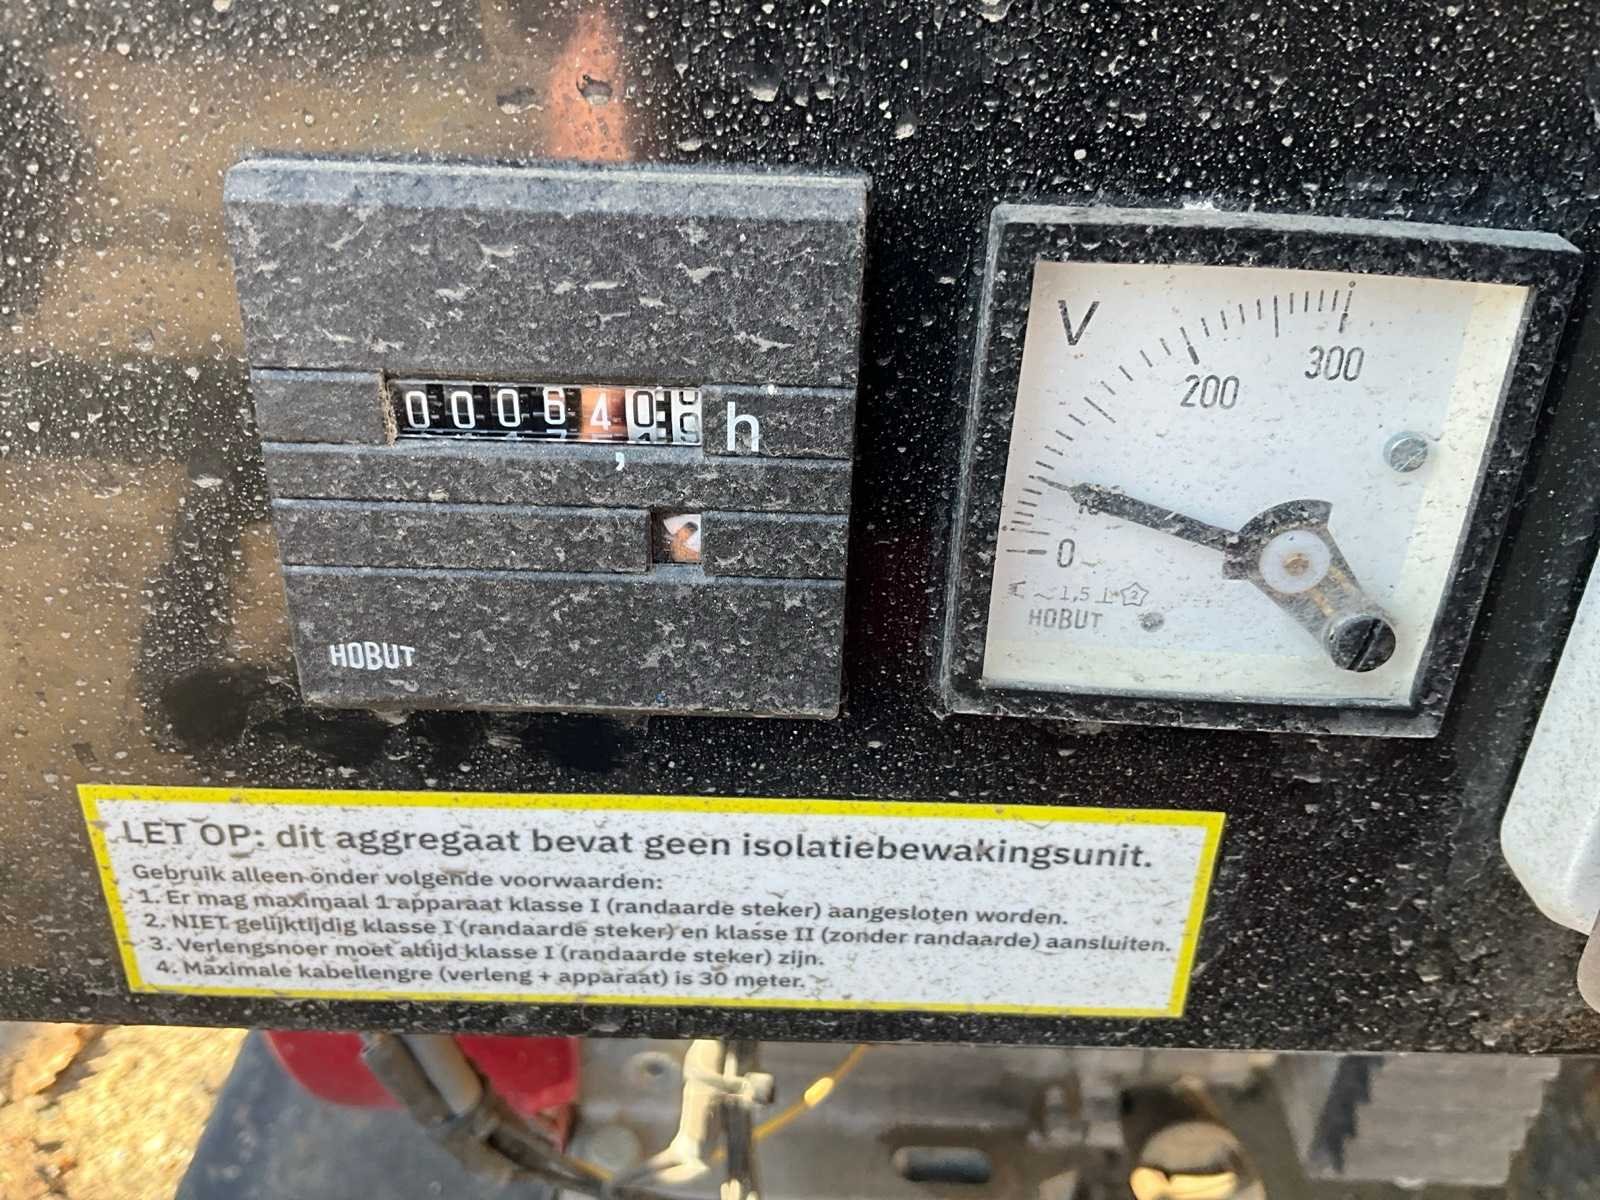 000640
h
,
HOBUT
V
200
300
0
1,5 2
HOBUT
LET OP: dit aggregaat bevat geen isolatiebewakingsunit.
Gebruik alleen onder volgende voorwaarden:
1. Er mag maximaal 1 apparaat klasse I (randaarde steker) aangesloten worden.
2. NIET gelijktijdig klasse I (randaarde steker) en klasse II (zonder randaarde) aansluiten.
3. Verlengsnoer moet altijd klasse I (randaarde steker) zijn.
4. Maximale kabellengre (verleng + apparaat) is 30 meter.